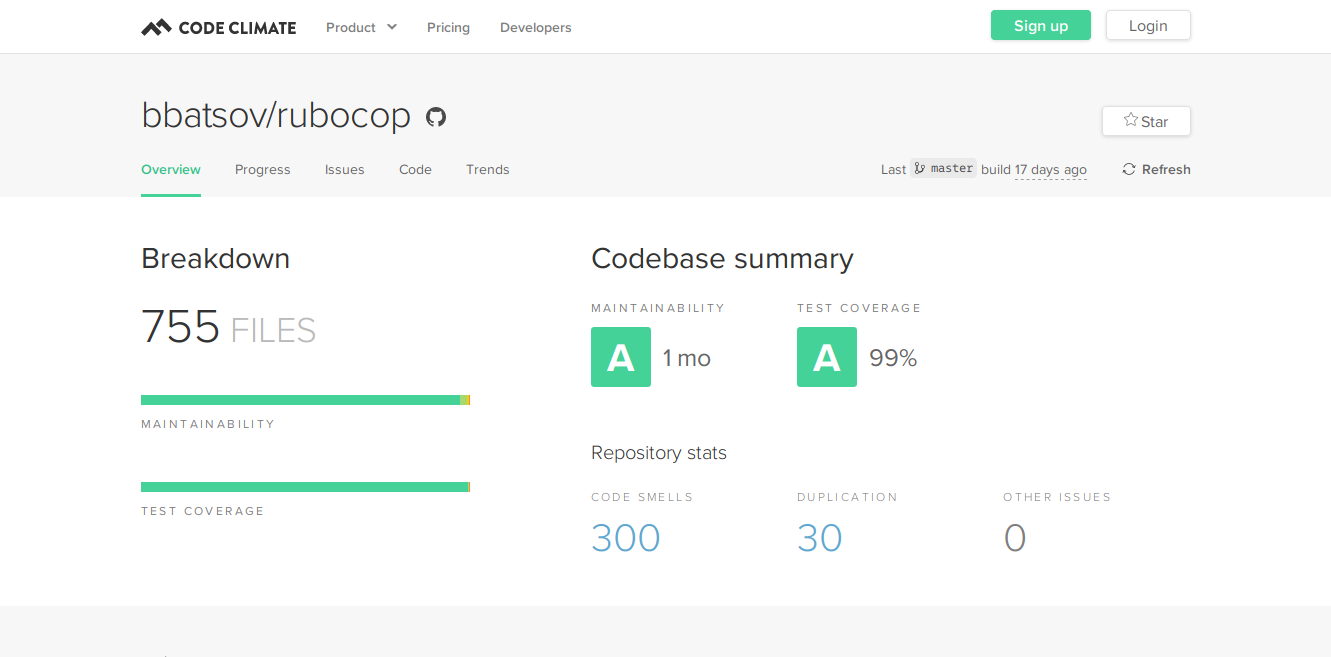 CODE CLIMATE Product Pricing Developers Sign up Login
bbatsov/rubocop Star
Overview Progress Issues Code Trends Last master build 17 days ago Refresh
Breakdown
755 FILES
MAINTAINABILITY
TEST COVERAGE
Codebase summary
MAINTAINABILITY TEST COVERAGE
A 1 mo A 99%
Repository stats
CODE SMELLS DUPLICATION OTHER ISSUES
300 30 0